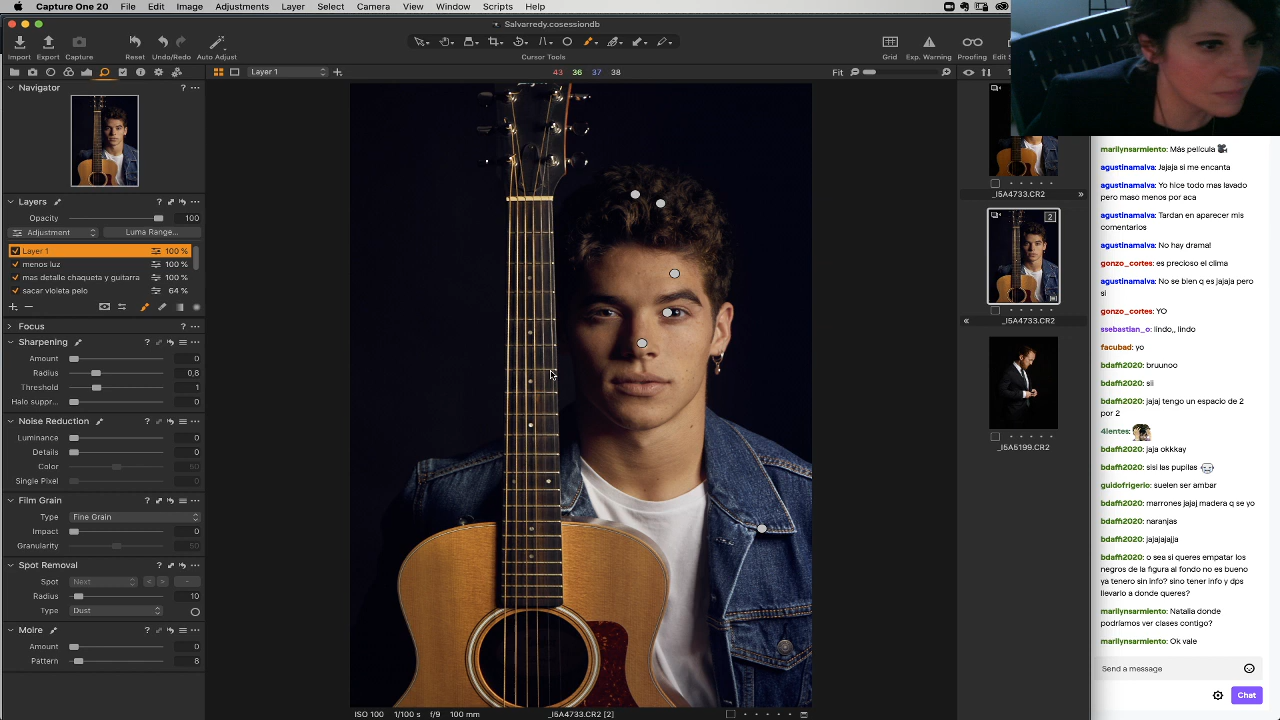 Capture One 20 File Edit Image Adjustments Layer Select Camera View Window Scripts Help
Salvarredy.cosessiondb
Import Export Capture Reset Undo/Redo Auto Adjust Cursor Tools Grid Exp. Warning Proofing Edit S
Layer 1 43 36 37 38 Fit
Navigator
Layers
Opacity 100
Adjustment Luma Range...
Layer 1 100 %
menos luz 100 %
mas detalle chaqueta y guitarra 100 %
sacar violeta pelo 64 %
Focus
Sharpening
Amount 0
Radius 0,6
Threshold 1
Halo suppr... 0
Noise Reduction
Luminance 0
Details 0
Color 50
Single Pixel 0
Film Grain
Type Fine Grain
Impact 0
Granularity 50
Spot Removal
Spot Next
Radius 10
Type Dust
Moire
Amount 0
Pattern 8
ISO 100 1/100 s f/9 100 mm _I5A4733.CR2 [2]
_I5A4733.CR2
2
_I5A4733.CR2
_I5A5199.CR2
marilynsarmiento: Más película
agustinamalva: Jajaja si me encanta
agustinamalva: Yo hice todo mas lavado
pero maso menos por aca
agustinamalva: Tardan en aparecer mis
comentarios
agustinamalva: No hay drama!
gonzo_cortes: es precioso el clima
agustinamalva: No se bien q es jajaja pero
si
gonzo_cortes: YO
ssebastian_o: lindo,, lindo
facubad: yo
bdaffi2020: bruunoo
bdaffi2020: sii
bdaffi2020: jajaj tengo un espacio de 2
por 2
4lentes:
bdaffi2020: jaja okkkay
bdaffi2020: sisi las pupilas
guidofrigerio: suelen ser ambar
bdaffi2020: marrones jajaj madera q se yo
bdaffi2020: naranjas
bdaffi2020: jajajajajja
bdaffi2020: o sea si queres empatar los
negros de la figura al fondo no es bueno
ya tenero sin info? sino tener info y dps
llevarlo a donde queres?
marilynsarmiento: Natalia donde
podríamos ver clases contigo?
marilynsarmiento: Ok vale
Send a message
Chat